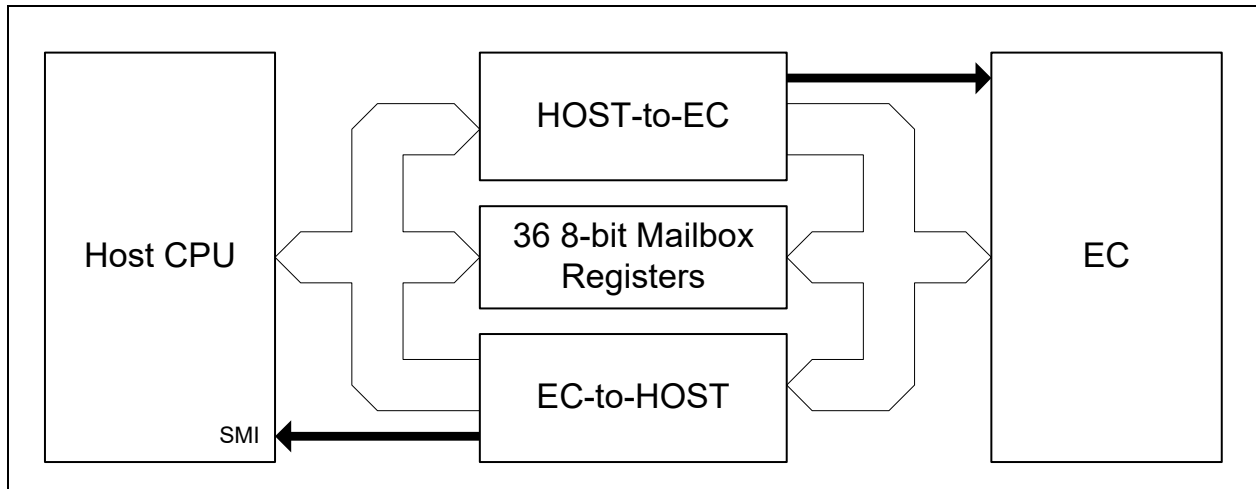 HOST-to-EC
Host CPU
36 8-bit Mailbox
Registers
EC
EC-to-HOST
SMI